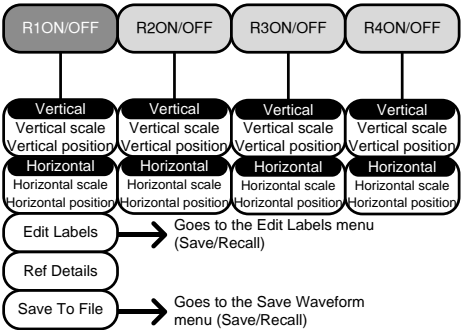 R1ON/OFF R2ON/OFF R3ON/OFF R4ON/OFF
Vertical Vertical Vertical Vertical
Vertical scale Vertical scale Vertical scale Vertical scale
Vertical position Vertical position Vertical position Vertical position
Horizontal Horizontal Horizontal Horizontal
Horizontal scale Horizontal scale Horizontal scale Horizontal scale
Horizontal position Horizontal position Horizontal position Horizontal position
Edit Labels
Goes to the Edit Labels menu
(Save/Recall)
Ref Details
Save To File
Goes to the Save Waveform
menu (Save/Recall)